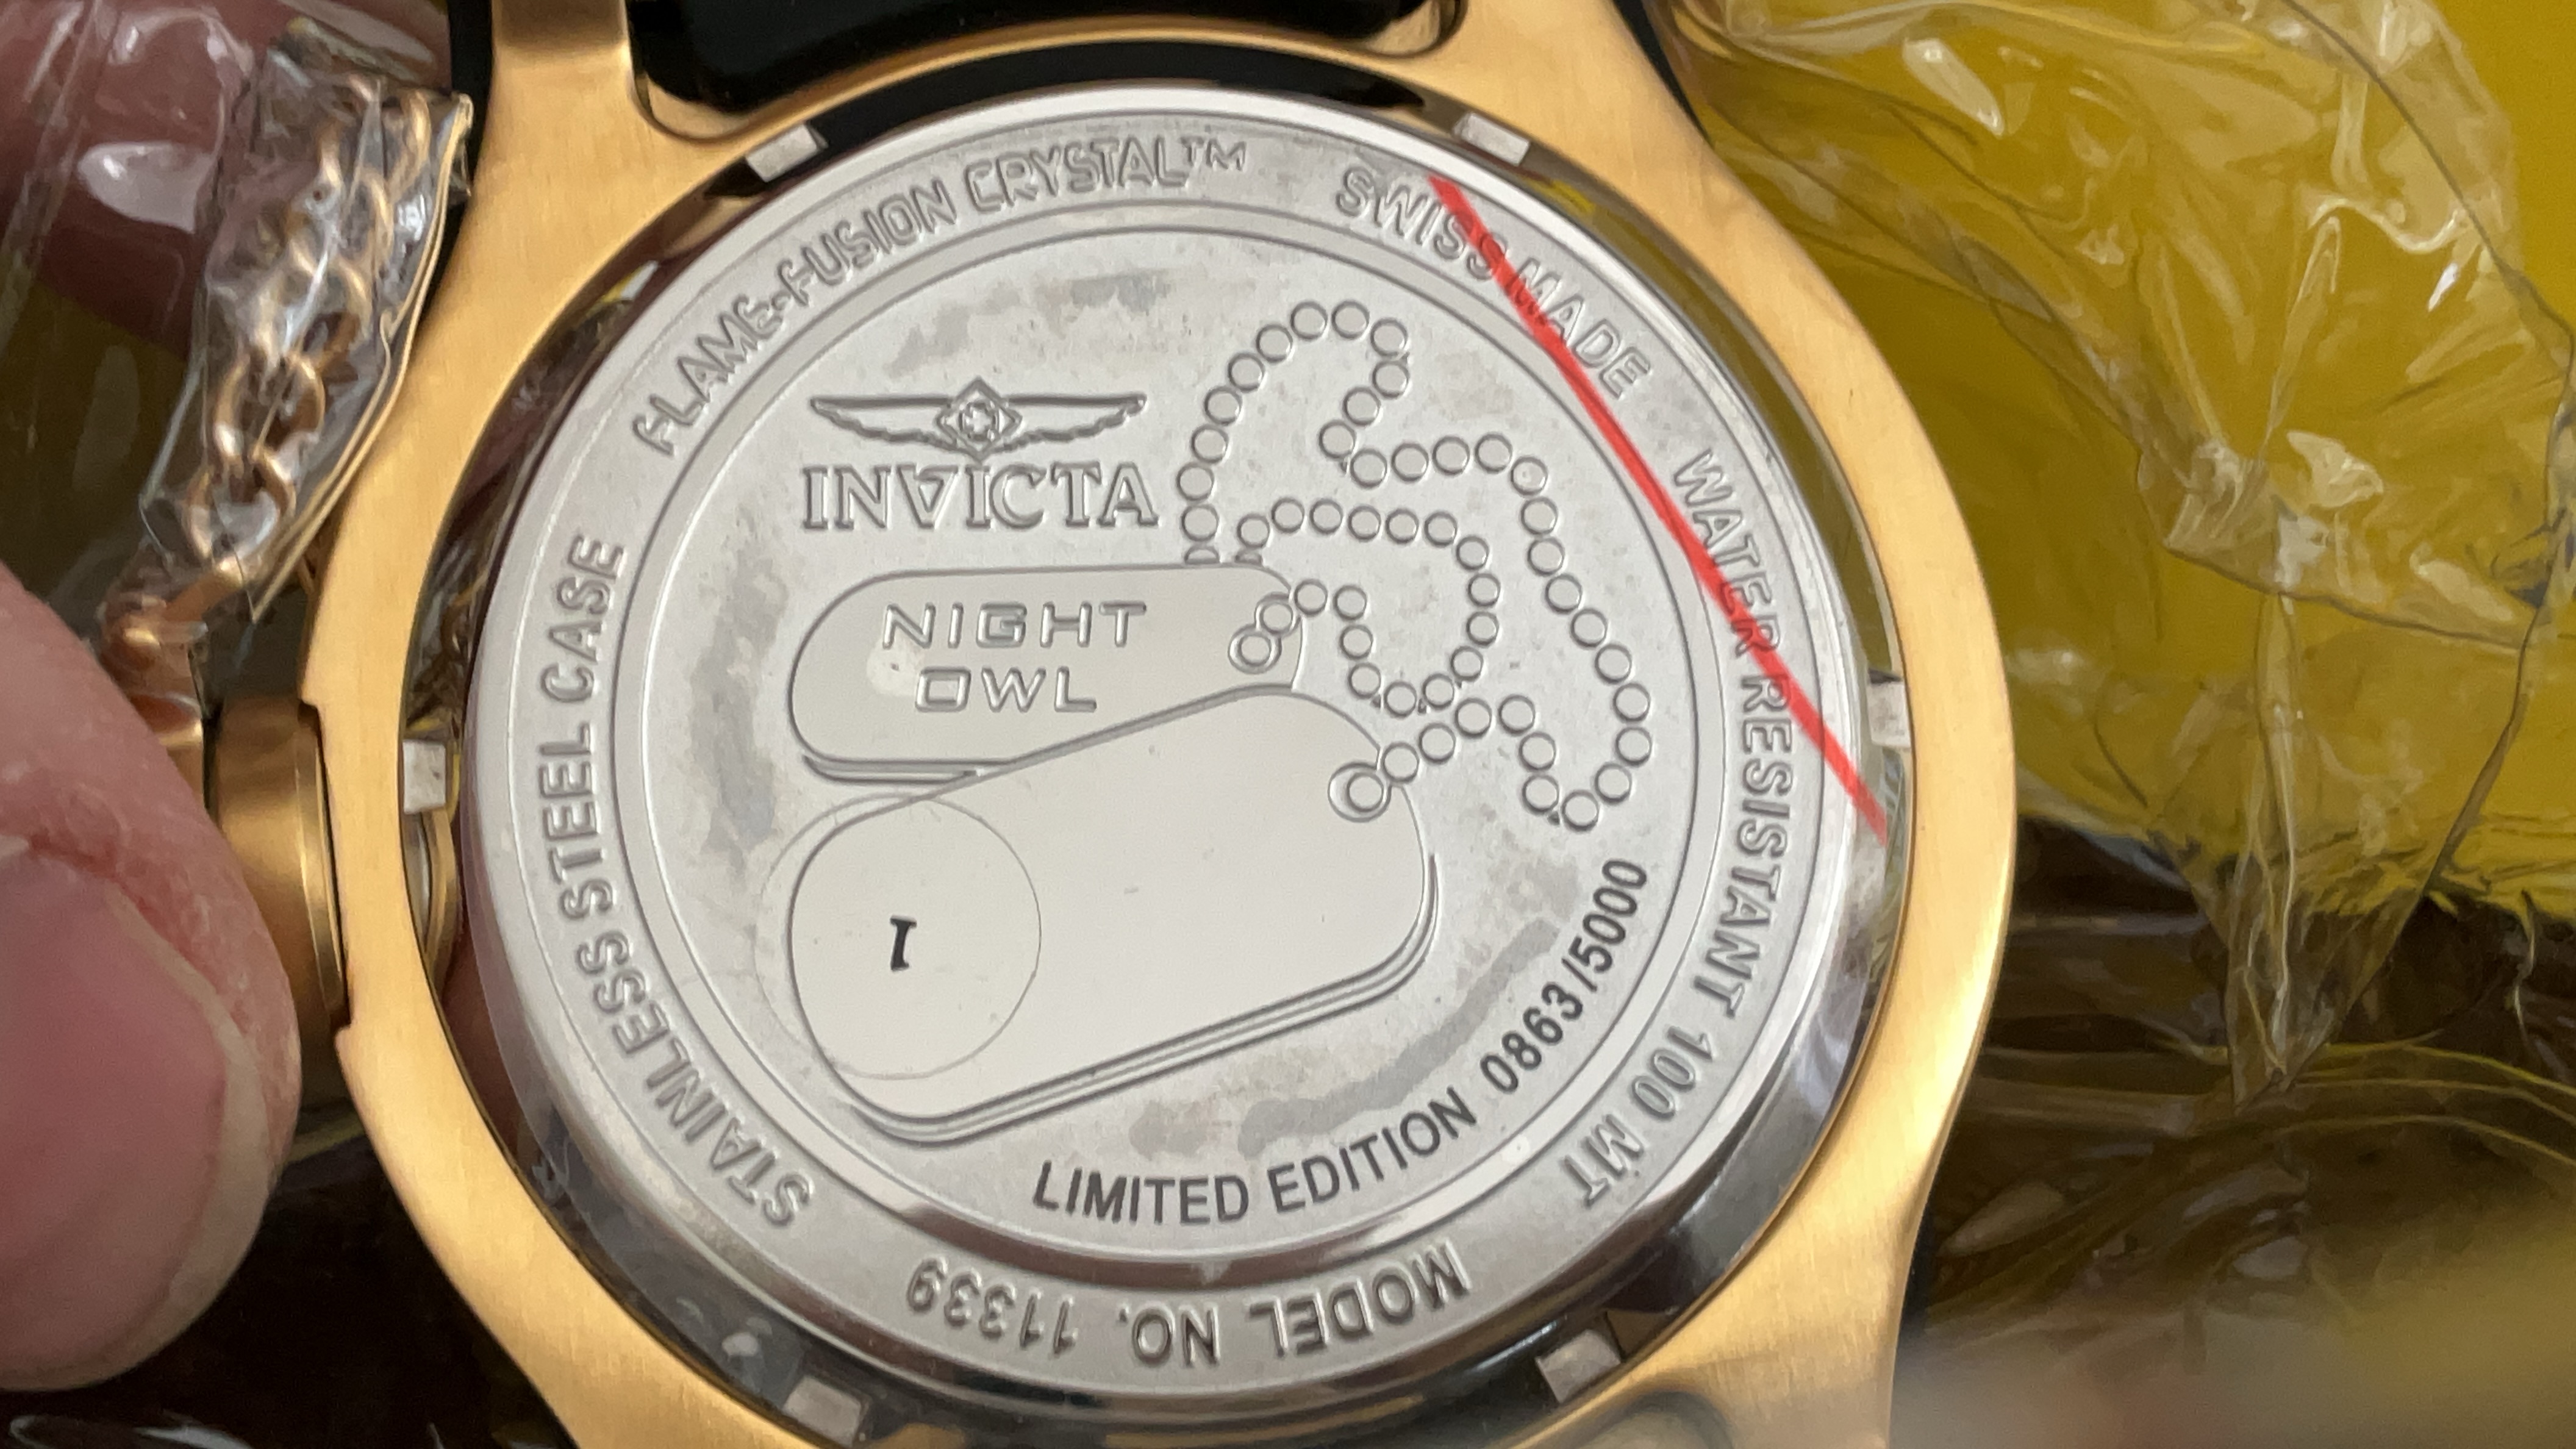 FLAME-FUSION CRYSTAL™
SWISS MADE
WATER RESISTANT 100 MT
MODEL NO. 11339
STAINLESS STEEL CASE
INVICTA
NIGHT
OWL
I
LIMITED EDITION 0863/5000